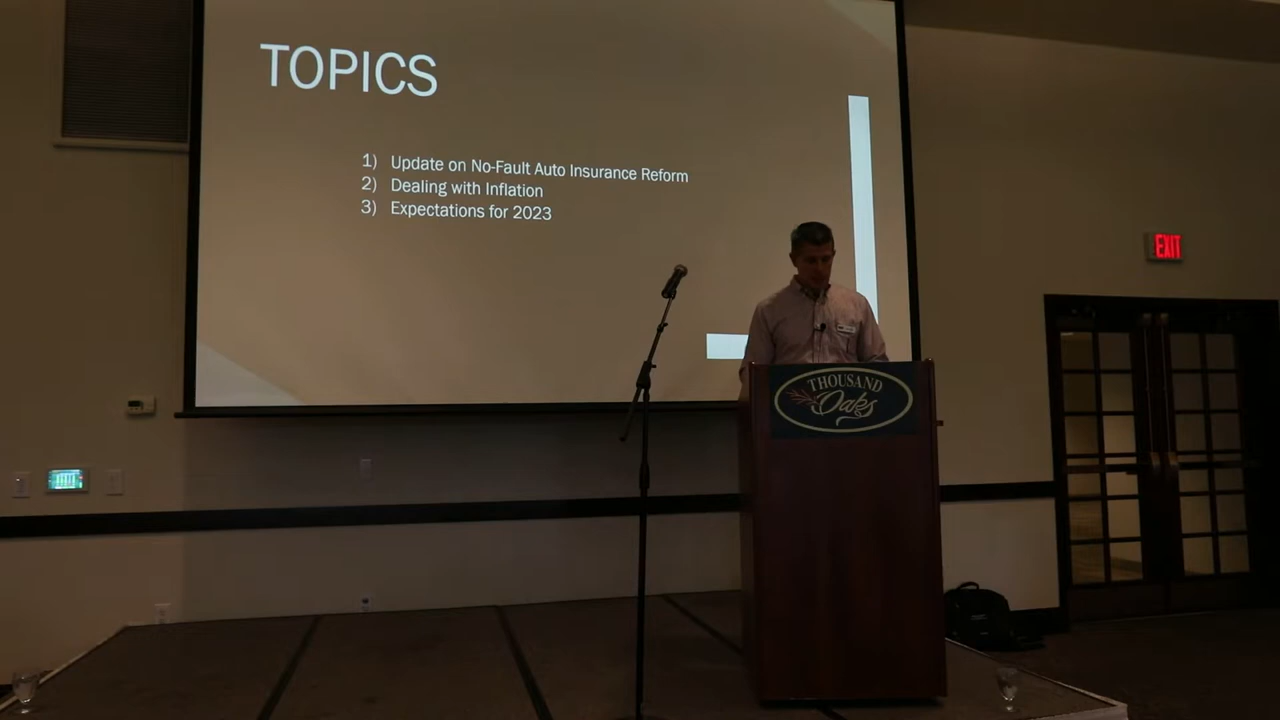 TOPICS
1) Update on No-Fault Auto Insurance Reform
2) Dealing with Inflation
3) Expectations for 2023
EXIT
THOUSAND
Oaks